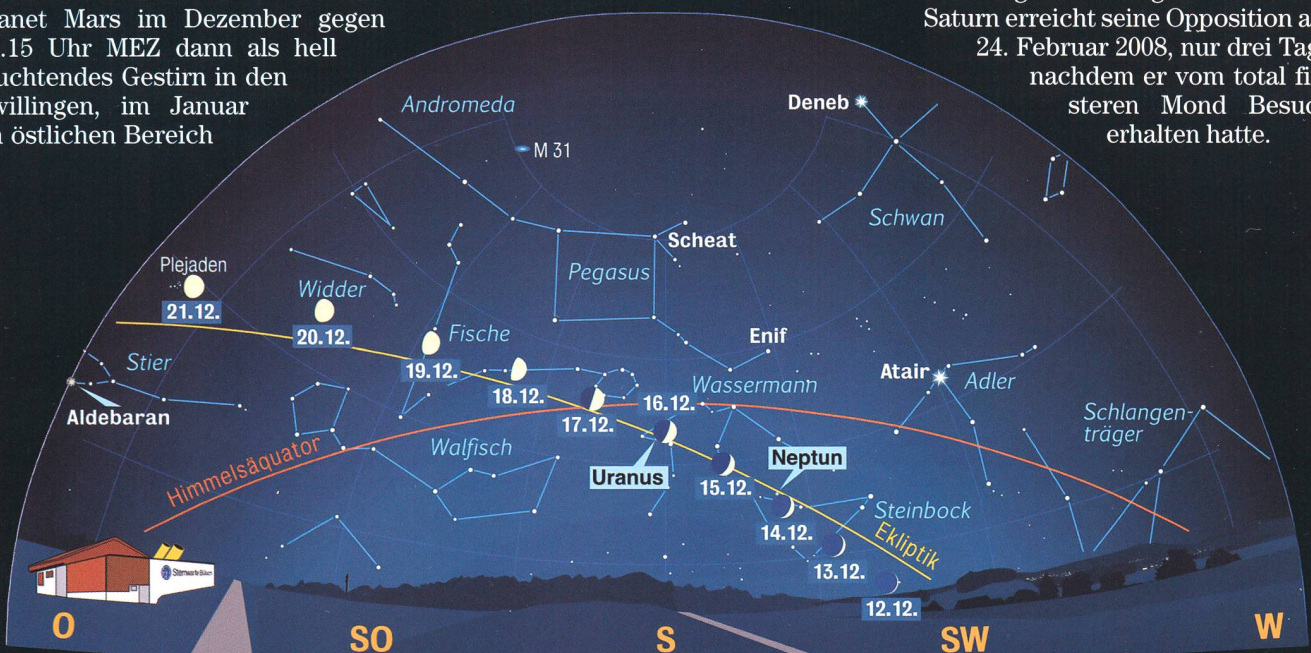 anet Mars im Dezember gegen
.15 Uhr MEZ dann als hell
uchtendes Gestirn in den
willingen, im Januar
östlichen Bereich
Saturn erreicht seine Opposition a
24. Februar 2008, nur drei Tag
nachdem er vom total fi
steren Mond Besuc
erhalten hatte.
Andromeda
M 31
Deneb
Schwan
Scheat
Pegasus
Plejaden
21.12.
Widder
20.12.
Fische
19.12.
Enif
Stier
18.12.
Wassermann
Atair
Adler
Aldebaran
17.12.
16.12.
Schlangen-
träger
Himmelsäquator
Walfisch
Uranus
Neptun
15.12.
Steinbock
14.12.
Ekliptik
13.12.
12.12.
Sternwarte Bülach
O
SO
S
SW
W